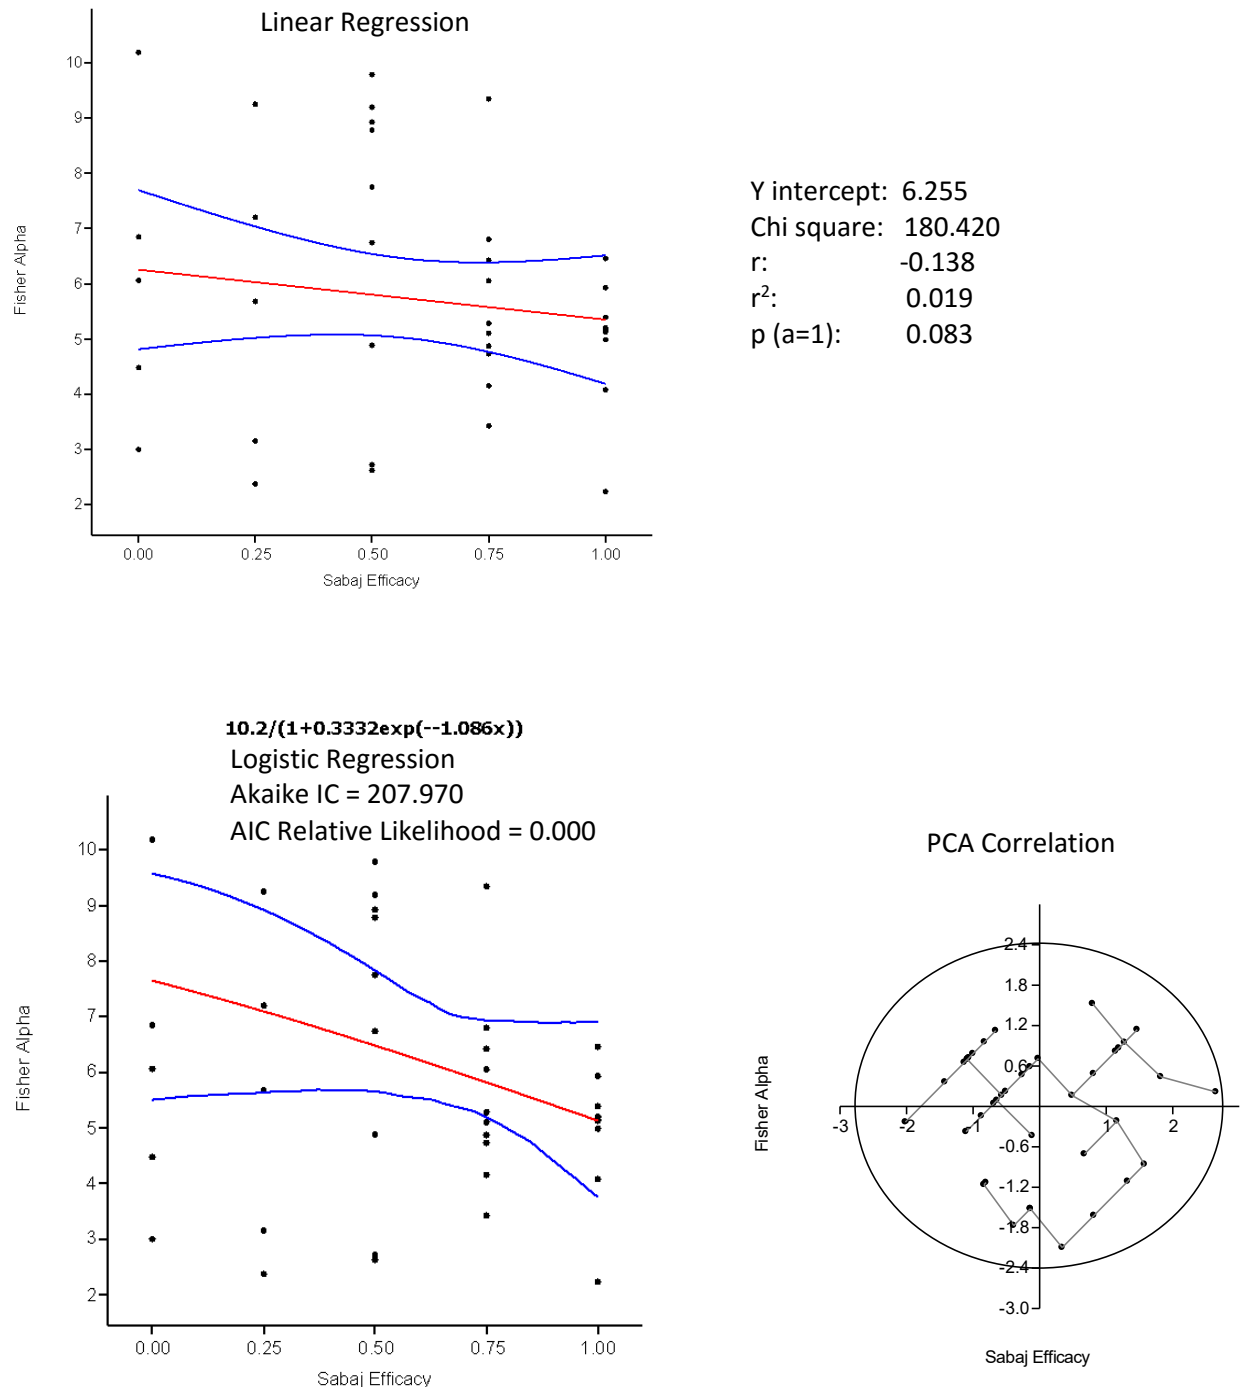 Linear Regression
10
9
8
7
6
5
4
3
2
Fisher Alpha
0.00 0.25 0.50 0.75 1.00
Sabaj Efficacy
Y intercept: 6.255
Chi square: 180.420
r: -0.138
r²: 0.019
p (a=1): 0.083
10.2/(1+0.3332exp(--1.086x))
Logistic Regression
Akaike IC = 207.970
AIC Relative Likelihood = 0.000
10
9
8
7
6
5
4
3
2
Fisher Alpha
0.00 0.25 0.50 0.75 1.00
Sabaj Efficacy
PCA Correlation
2.4
1.8
1.2
0.6
-3 -2 -1 1 2
-0.6
-1.2
-1.8
-2.4
-3.0
Fisher Alpha
Sabaj Efficacy